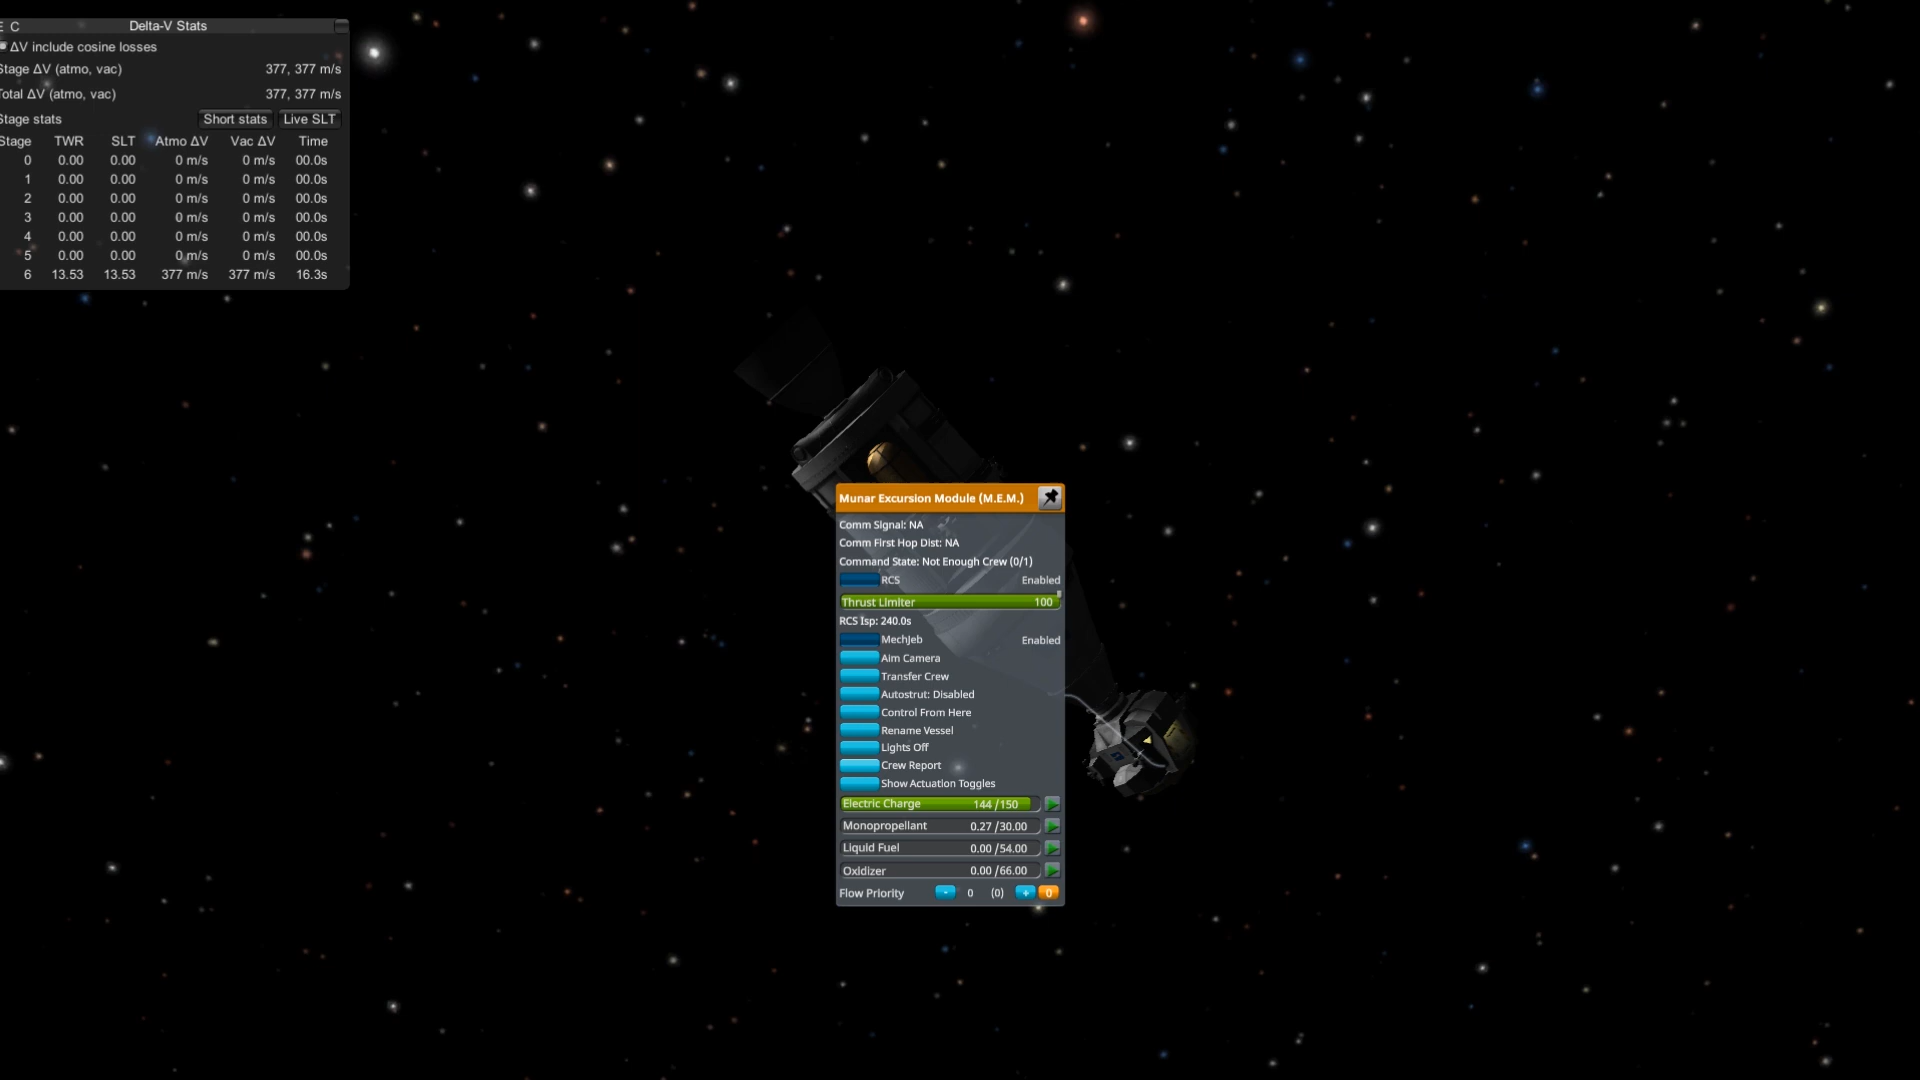 E C Delta-V Stats
ΔV include cosine losses
Stage ΔV (atmo, vac) 377, 377 m/s
Total ΔV (atmo, vac) 377, 377 m/s
Stage stats Short stats Live SLT
Stage TWR SLT Atmo ΔV Vac ΔV Time
0 0.00 0.00 0 m/s 0 m/s 00.0s
1 0.00 0.00 0 m/s 0 m/s 00.0s
2 0.00 0.00 0 m/s 0 m/s 00.0s
3 0.00 0.00 0 m/s 0 m/s 00.0s
4 0.00 0.00 0 m/s 0 m/s 00.0s
5 0.00 0.00 0 m/s 0 m/s 00.0s
6 13.53 13.53 377 m/s 377 m/s 16.3s
Munar Excursion Module (M.E.M.)
Comm Signal: NA
Comm First Hop Dist: NA
Command State: Not Enough Crew (0/1)
RCS Enabled
Thrust Limiter 100
RCS Isp: 240.0s
MechJeb Enabled
Aim Camera
Transfer Crew
Autostrut: Disabled
Control From Here
Rename Vessel
Lights Off
Crew Report
Show Actuation Toggles
Electric Charge 144 /150
Monopropellant 0.27 /30.00
Liquid Fuel 0.00 /54.00
Oxidizer 0.00 /66.00
Flow Priority - 0 (0) + 0